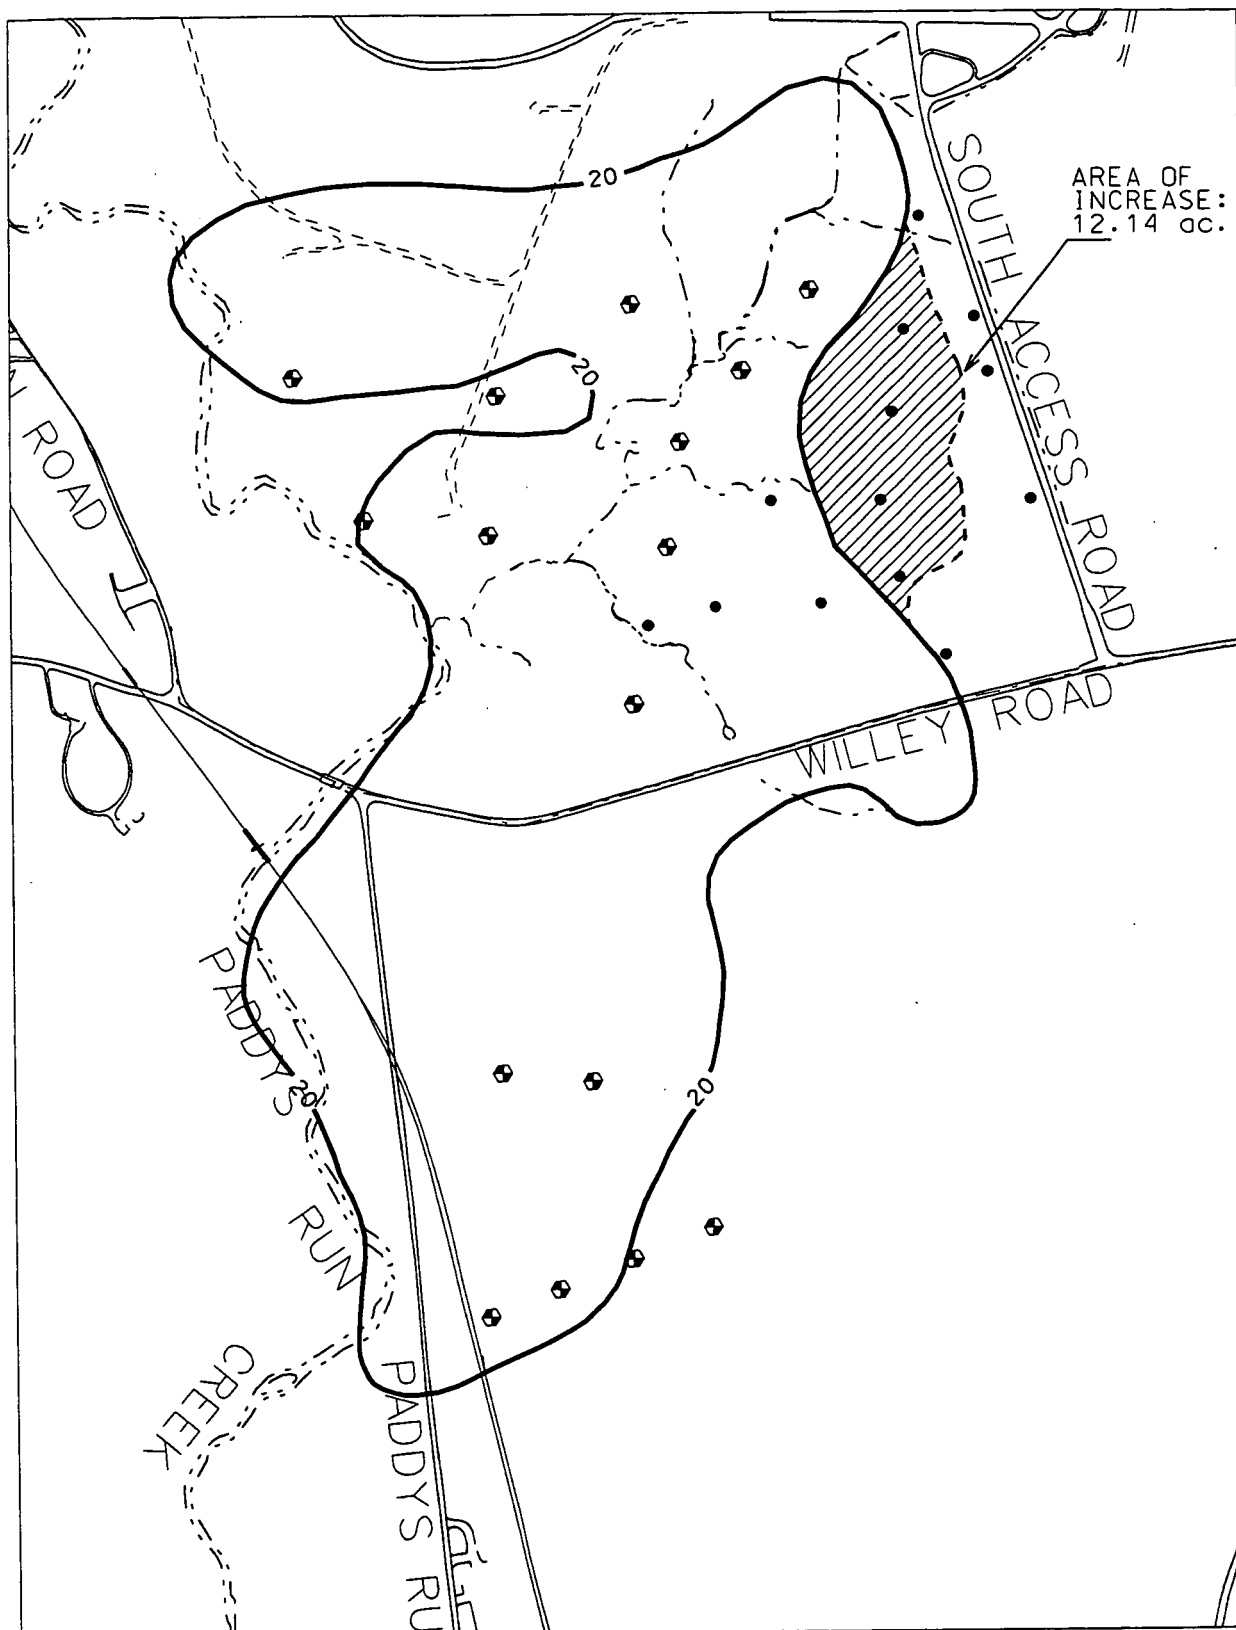 20
SOUTH ACCESS ROAD
AREA OF
INCREASE:
12.14 ac.
20
ROAD
WILLEY ROAD
PADDYS
RUN
CREEK
20
20
PADDYS RU